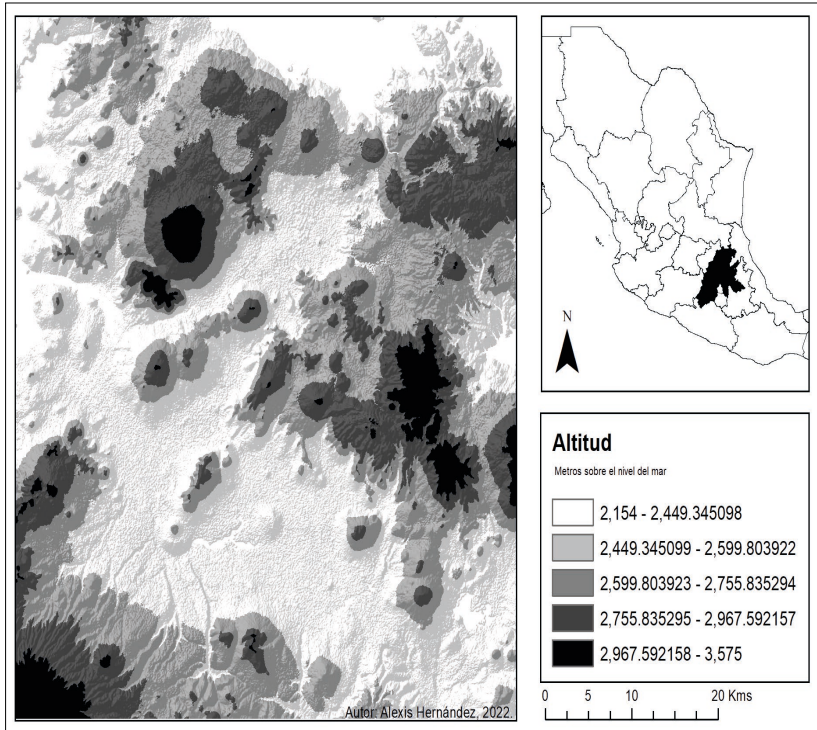 Autor: Alexis Hernández, 2022.
N
Altitud
Metros sobre el nivel del mar
2,154 - 2,449.345098
2,449.345099 - 2,599.803922
2,599.803923 - 2,755.835294
2,755.835295 - 2,967.592157
2,967.592158 - 3,575
0 5 10 20 Kms